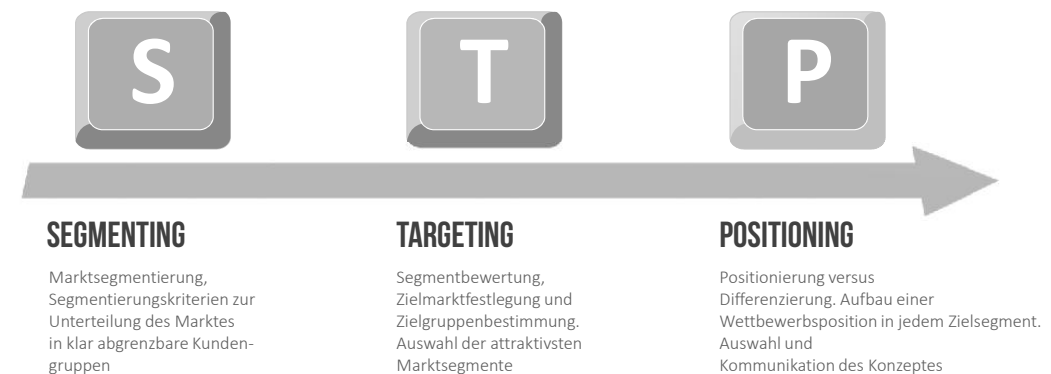 S
T
P
SEGMENTING
Marktsegmentierung,
Segmentierungskriterien zur
Unterteilung des Marktes
in klar abgrenzbare Kunden-
gruppen
TARGETING
Segmentbewertung,
Zielmarktfestlegung und
Zielgruppenbestimmung.
Auswahl der attraktivsten
Marktsegmente
POSITIONING
Positionierung versus
Differenzierung. Aufbau einer
Wettbewerbsposition in jedem Zielsegment.
Auswahl und
Kommunikation des Konzeptes